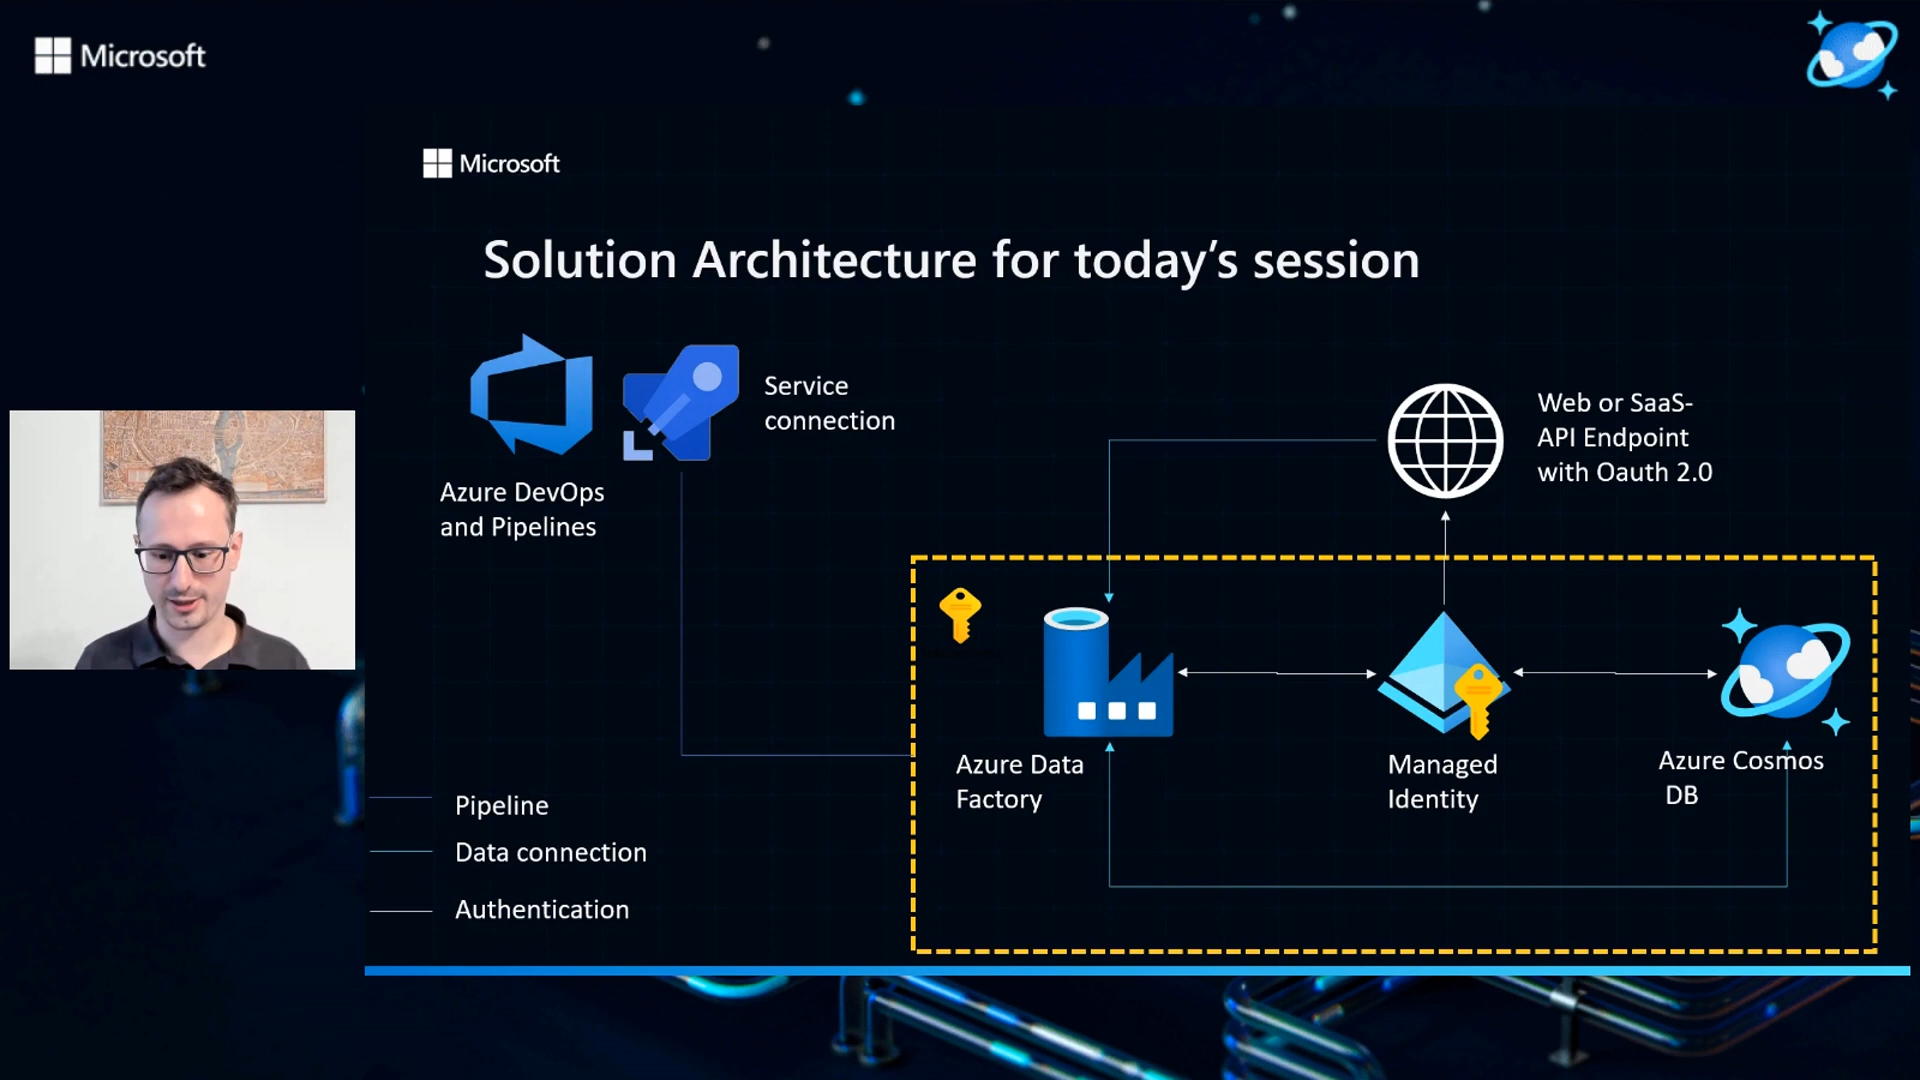 Microsoft
Microsoft
Solution Architecture for today's session
Service
connection
Azure DevOps
and Pipelines
Web or SaaS-
API Endpoint
with Oauth 2.0
Azure Data
Factory
Managed
Identity
Azure Cosmos
DB
Pipeline
Data connection
Authentication